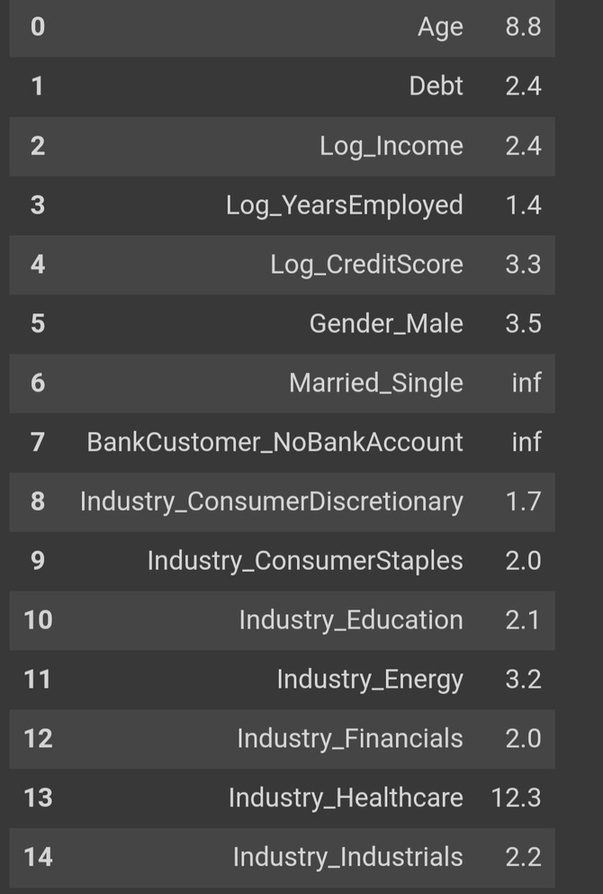 0 Age 8.8
1 Debt 2.4
2 Log_Income 2.4
3 Log_YearsEmployed 1.4
4 Log_CreditScore 3.3
5 Gender_Male 3.5
6 Married_Single inf
7 BankCustomer_NoBankAccount inf
8 Industry_ConsumerDiscretionary 1.7
9 Industry_ConsumerStaples 2.0
10 Industry_Education 2.1
11 Industry_Energy 3.2
12 Industry_Financials 2.0
13 Industry_Healthcare 12.3
14 Industry_Industrials 2.2